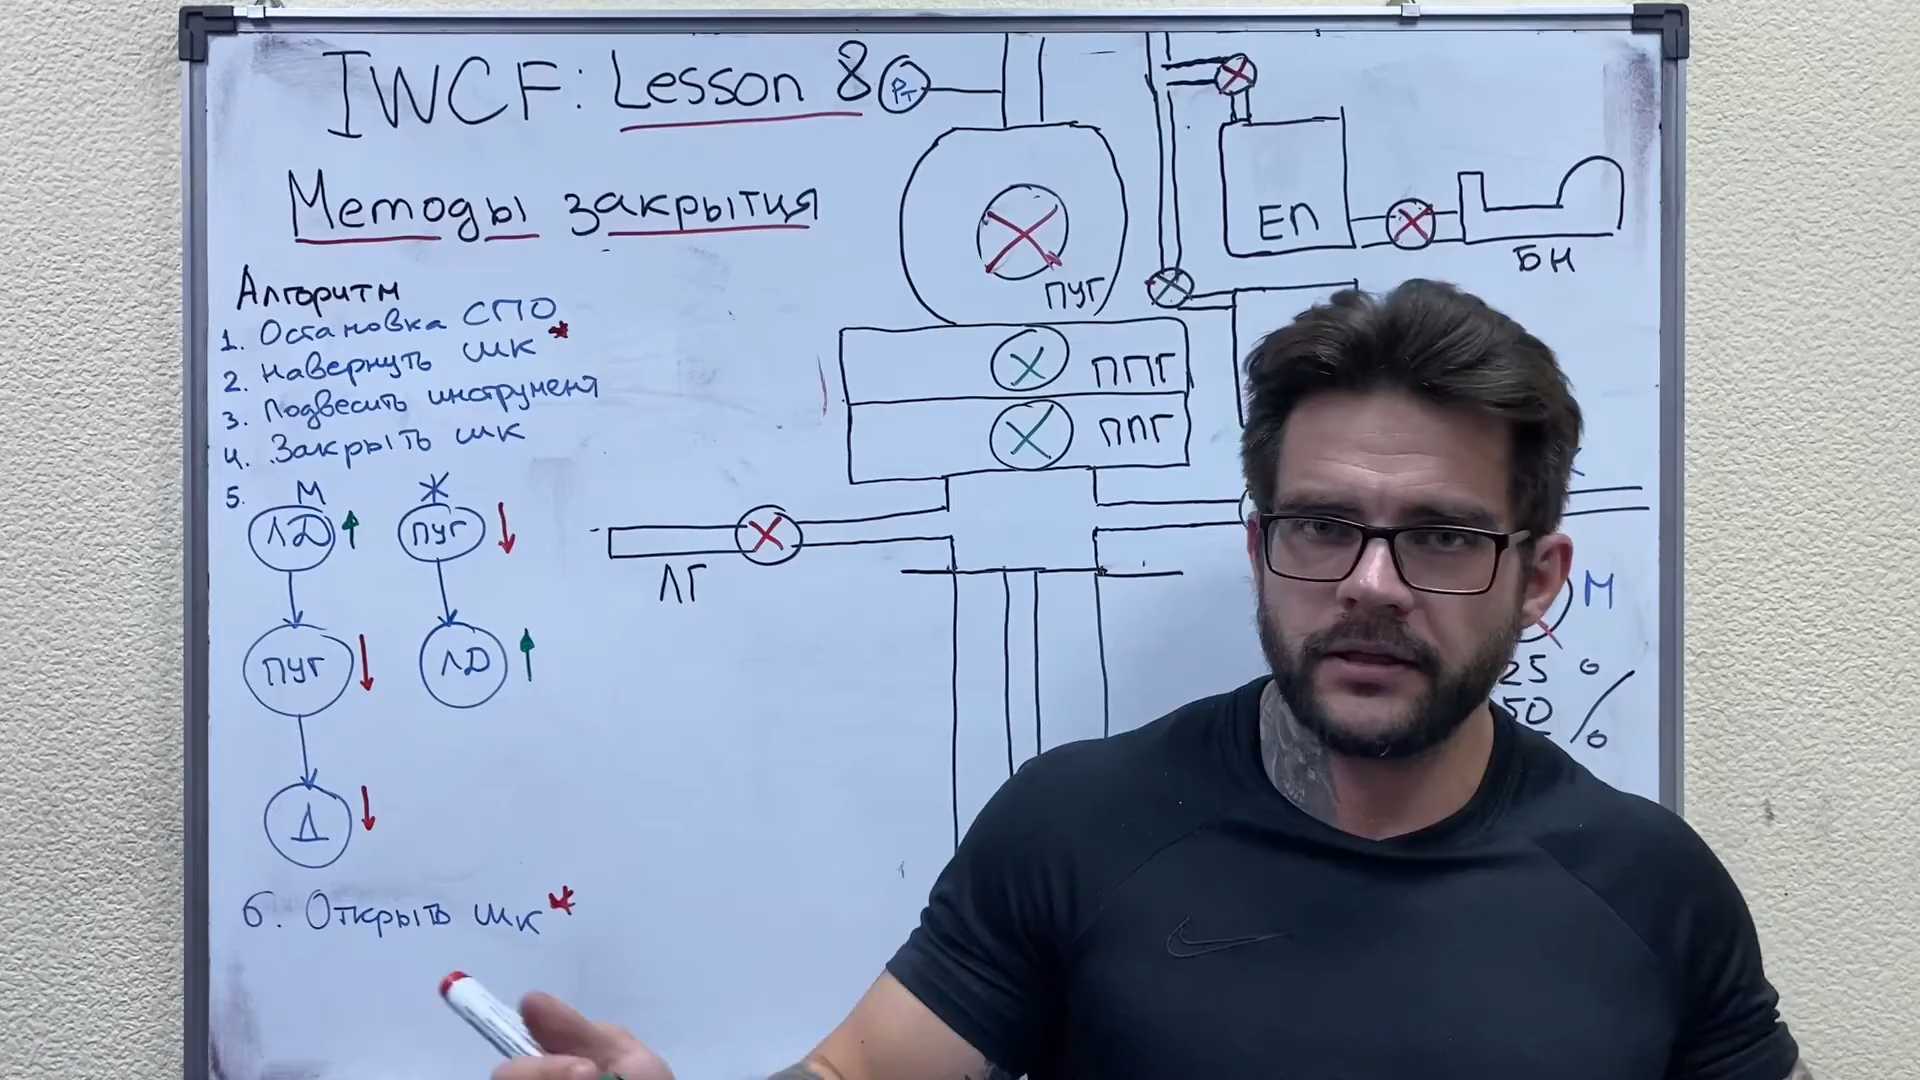 IWCF: Lesson 8
Методы закрытия
Алгоритм
1. Остановка СПО
2. Навернуть шк *
3. Подвесить инструмент
4. Закрыть шк
5.
М Ж
ЛД ↑ ПУГ ↓
ПУГ ↓ ЛД ↑
Д ↓
6. Открыть шк *
Рт
ПУГ
ППГ
ППГ
ЛГ
ЕП
БН
М
25 %
50